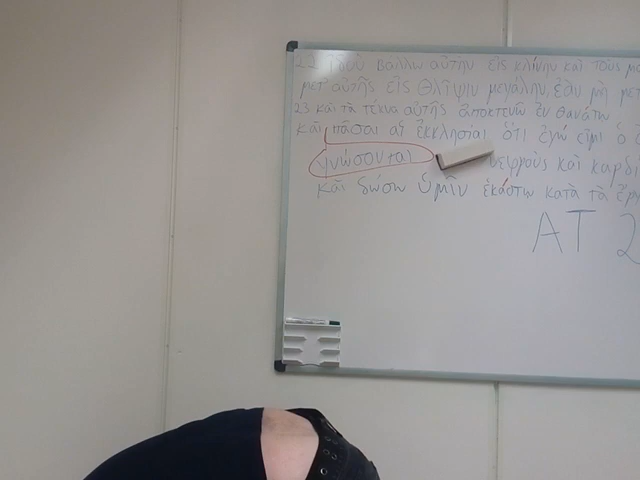 22 ἰδοὺ βάλλω αὐτὴν εἰς κλίνην καὶ τοὺς
μετ' αὐτῆς εἰς θλῖψιν μεγάλην ἐὰν μὴ
23 καὶ τὰ τέκνα αὐτῆς ἀποκτενῶ ἐν θανάτῳ
καὶ πᾶσαι αἱ ἐκκλησίαι ὅτι ἐγώ εἰμι ὁ
γνώσονται νεφροὺς καὶ
καὶ δώσω ὑμῖν ἑκάστῳ κατὰ τὰ
AT 2